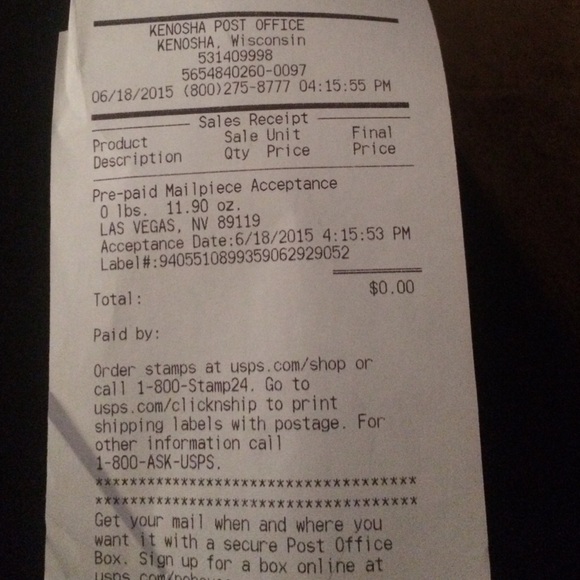 KENOSHA POST OFFICE
KENOSHA, Wisconsin
531409998
5654840260-0097
06/18/2015 (800)275-8777 04:15:55 PM
Sales Receipt
Product Sale Unit Final
Description Qty Price Price
Pre-paid Mailpiece Acceptance
0 lbs. 11.90 oz.
LAS VEGAS, NV 89119
Acceptance Date:6/18/2015 4:15:53 PM
Label#:9405510899359062929052
Total: $0.00
Paid by:
Order stamps at usps.com/shop or
call 1-800-Stamp24. Go to
usps.com/clicknship to print
shipping labels with postage. For
other information call
1-800-ASK-USPS.
*************************************
*************************************
Get your mail when and where you
want it with a secure Post Office
Box. Sign up for a box online at